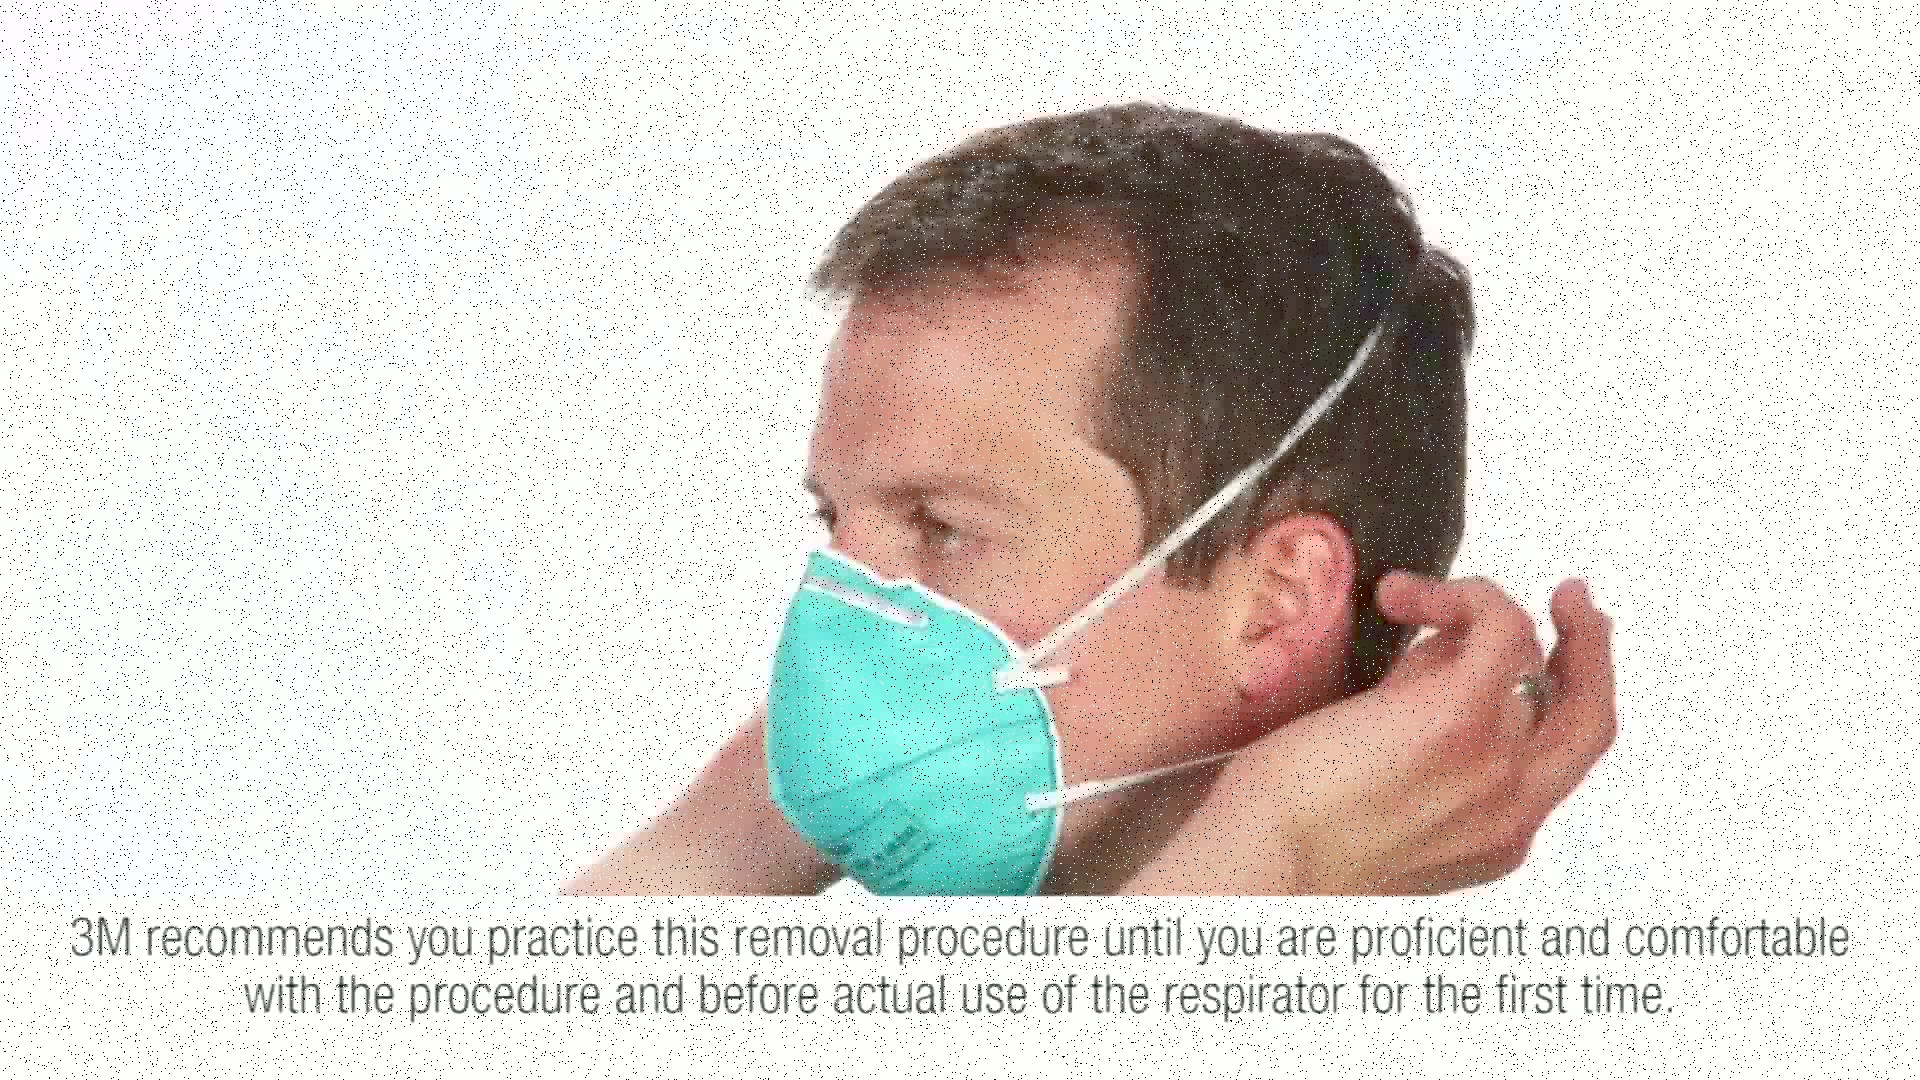 3M recommends you practice this removal procedure until you are proficient and comfortable
with the procedure and before actual use of the respirator for the first time.